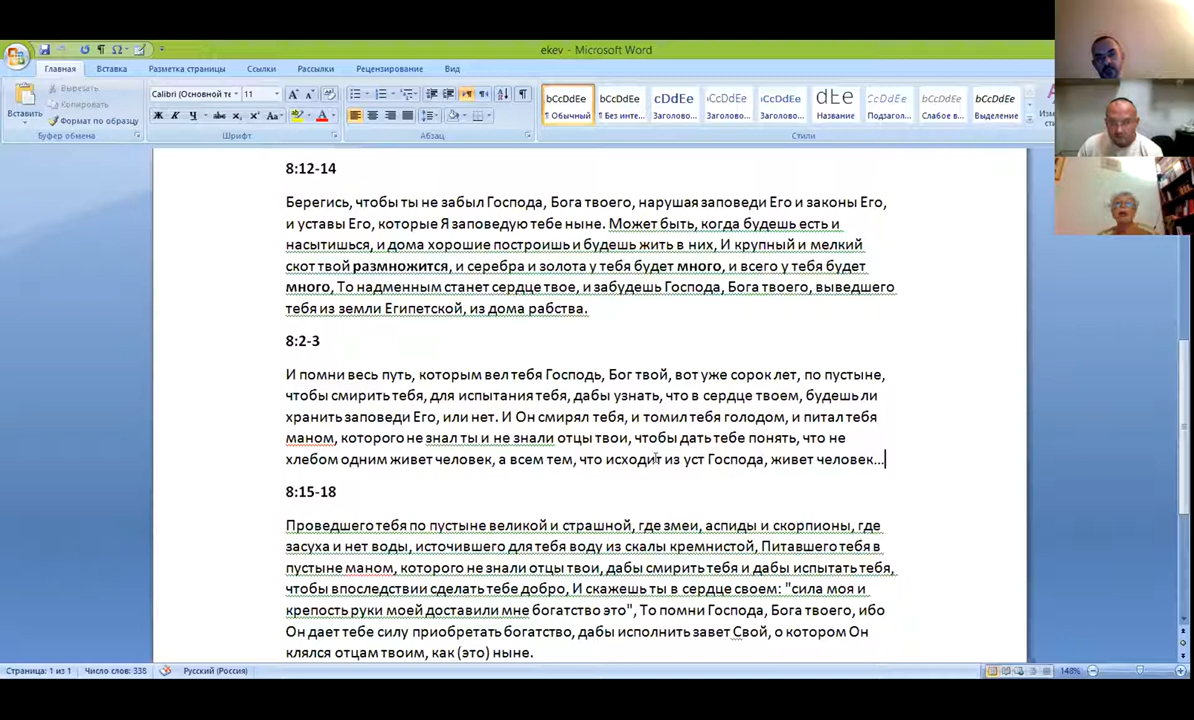 ekev - Microsoft Word
Главная Вставка Разметка страницы Ссылки Рассылки Рецензирование Вид
Вставить
Вырезать
Копировать
Формат по образцу
Буфер обмена
Calibri (Основной те 11
Шрифт
Абзац
¶ Обычный ¶ Без инте... Заголово... Заголово... Заголово... Название Подзагол... Слабое в... Выделение
Стили
8:12-14
Берегись, чтобы ты не забыл Господа, Бога твоего, нарушая заповеди Его и законы Его,
и уставы Его, которые Я заповедую тебе ныне. Может быть, когда будешь есть и
насытишься, и дома хорошие построишь и будешь жить в них, И крупный и мелкий
скот твой размножится, и серебра и золота у тебя будет много, и всего у тебя будет
много, То надменным станет сердце твое, и забудешь Господа, Бога твоего, выведшего
тебя из земли Египетской, из дома рабства.
8:2-3
И помни весь путь, которым вел тебя Господь, Бог твой, вот уже сорок лет, по пустыне,
чтобы смирить тебя, для испытания тебя, дабы узнать, что в сердце твоем, будешь ли
хранить заповеди Его, или нет. И Он смирял тебя, и томил тебя голодом, и питал тебя
маном, которого не знал ты и не знали отцы твои, чтобы дать тебе понять, что не
хлебом одним живет человек, а всем тем, что исходит из уст Господа, живет человек...
8:15-18
Проведшего тебя по пустыне великой и страшной, где змеи, аспиды и скорпионы, где
засуха и нет воды, источившего для тебя воду из скалы кремнистой, Питавшего тебя в
пустыне маном, которого не знали отцы твои, дабы смирить тебя и дабы испытать тебя,
чтобы впоследствии сделать тебе добро, И скажешь ты в сердце своем: "сила моя и
крепость руки моей доставили мне богатство это", То помни Господа, Бога твоего, ибо
Он дает тебе силу приобретать богатство, дабы исполнить завет Свой, о котором Он
клялся отцам твоим, как (это) ныне.
Страница: 1 из 1 Число слов: 338 Русский (Россия) 148%